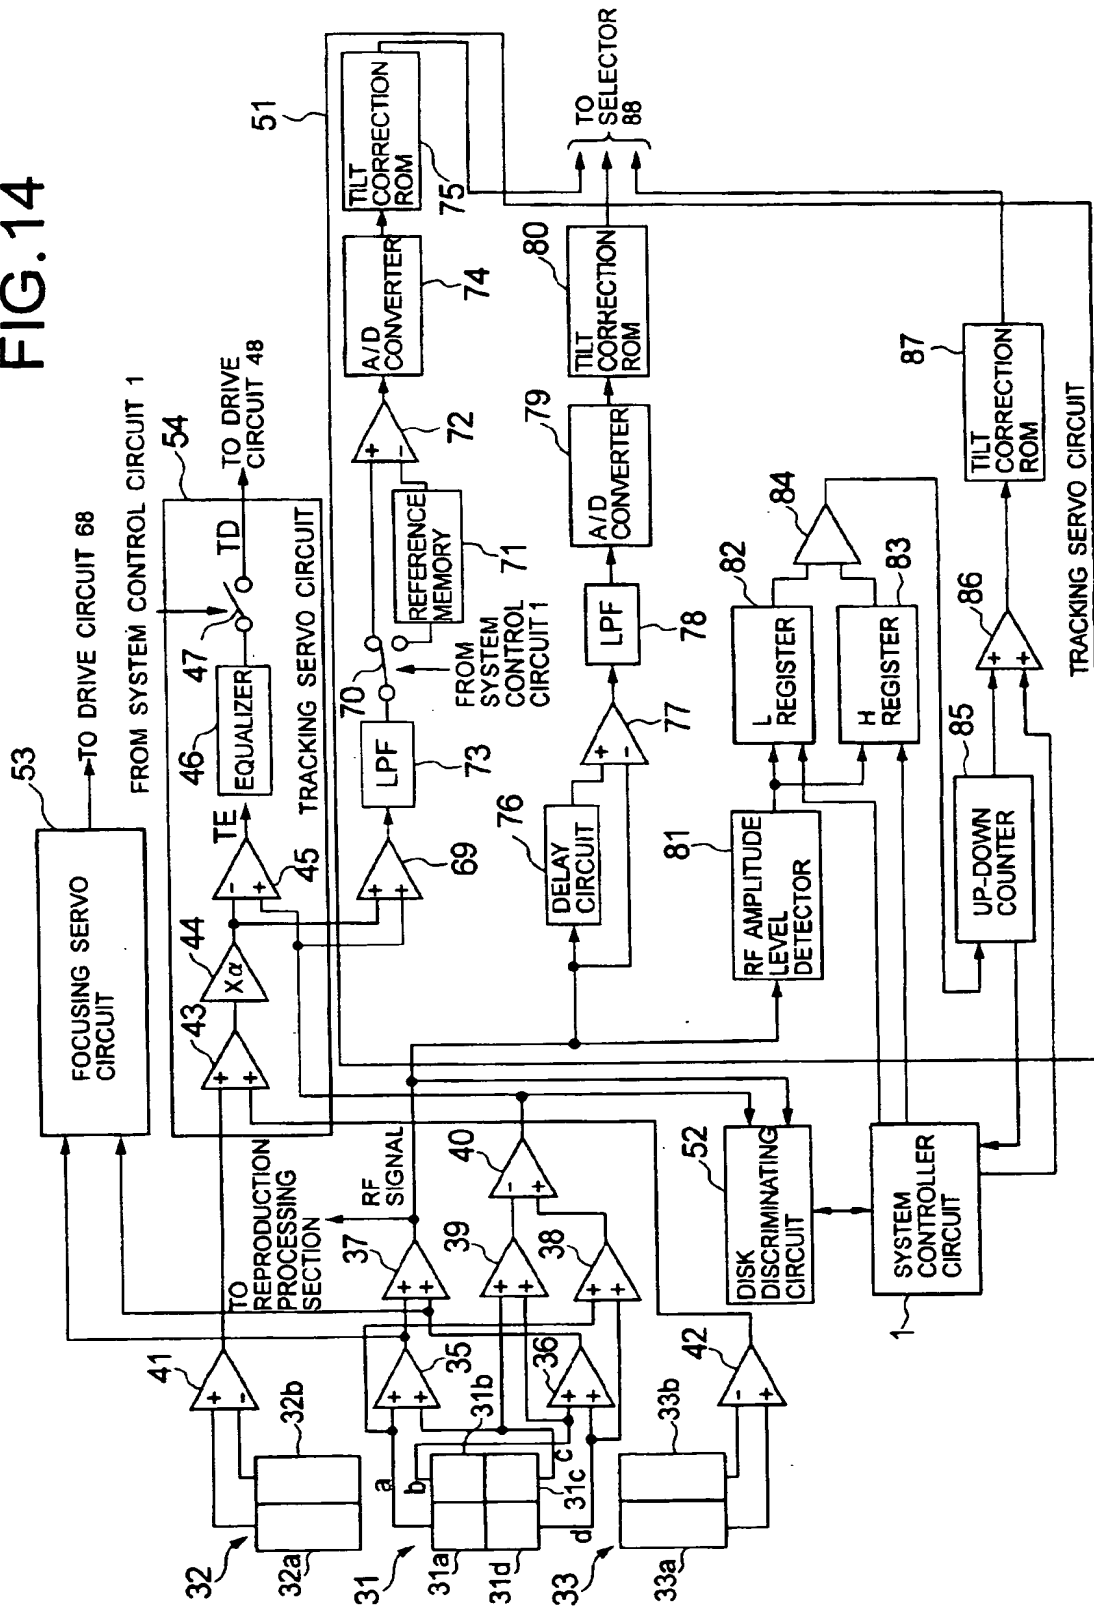 FIG.14
53
FOCUSING SERVO
CIRCUIT
TO DRIVE CIRCUIT 68
FROM SYSTEM CONTROL CIRCUIT 1
54
43
44
Xα
TE
45
46
EQUALIZER
47
TD
TO DRIVE
CIRCUIT 48
TRACKING SERVO CIRCUIT
51
41
32
32a
32b
TO
REPRODUCTION
PROCESSING
SECTION
RF
SIGNAL
69
LPF
73
70
FROM
SYSTEM
CONTROL
CIRCUIT 1
REFERENCE
MEMORY
71
72
A/D
CONVERTER
74
TILT
CORRECTION
ROM
75
31
31a
31b
31c
31d
a
b
c
d
35
36
37
38
39
40
76
DELAY
CIRCUIT
77
LPF
78
79
A/D
CONVERTER
80
TILT
CORRECTION
ROM
TO
SELECTOR
88
33
33a
33b
42
52
DISK
DISCRIMINATING
CIRCUIT
81
RF AMPLITUDE
LEVEL
DETECTOR
82
L
REGISTER
H
REGISTER
83
84
1
SYSTEM
CONTROLLER
CIRCUIT
85
UP-DOWN
COUNTER
86
87
TILT
CORRECTION
ROM
TRACKING SERVO CIRCUIT
+
-
+
+
-
+
+
+
+
-
+
+
+
+
+
+
+
+
-
+
+
+
+
-
-
+
+
+